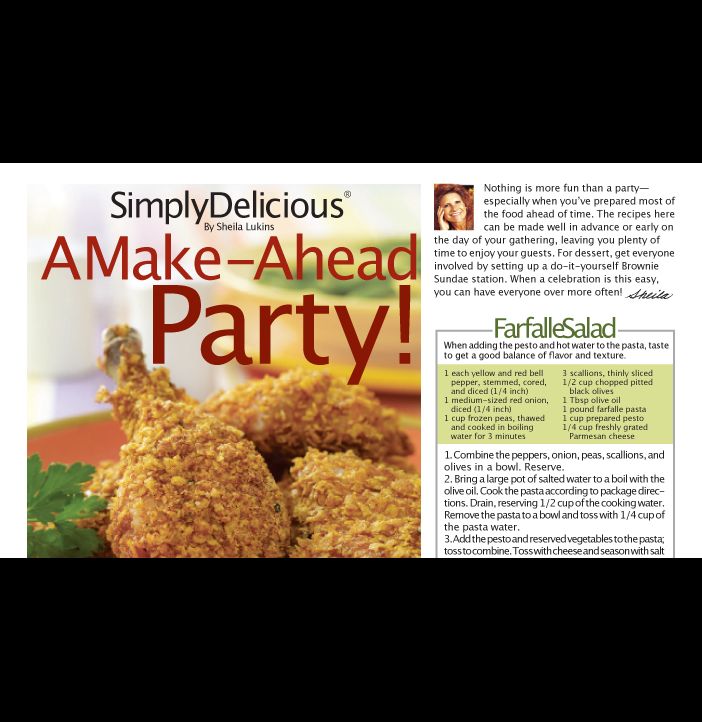 SimplyDelicious®
By Sheila Lukins
A Make-Ahead
Party!
Nothing is more fun than a party—
especially when you've prepared most of
the food ahead of time. The recipes here
can be made well in advance or early on
the day of your gathering, leaving you plenty of
time to enjoy your guests. For dessert, get everyone
involved by setting up a do-it-yourself Brownie
Sundae station. When a celebration is this easy,
you can have everyone over more often! Sheila
FarfalleSalad
When adding the pesto and hot water to the pasta, taste
to get a good balance of flavor and texture.
1 each yellow and red bell
pepper, stemmed, cored,
and diced (1/4 inch)
1 medium-sized red onion,
diced (1/4 inch)
1 cup frozen peas, thawed
and cooked in boiling
water for 3 minutes
3 scallions, thinly sliced
1/2 cup chopped pitted
black olives
1 Tbsp olive oil
1 pound farfalle pasta
1 cup prepared pesto
1/4 cup freshly grated
Parmesan cheese
1. Combine the peppers, onion, peas, scallions, and
olives in a bowl. Reserve.
2. Bring a large pot of salted water to a boil with the
olive oil. Cook the pasta according to package direc-
tions. Drain, reserving 1/2 cup of the cooking water.
Remove the pasta to a bowl and toss with 1/4 cup of
the pasta water.
3. Add the pesto and reserved vegetables to the pasta;
toss to combine. Toss with cheese and season with salt